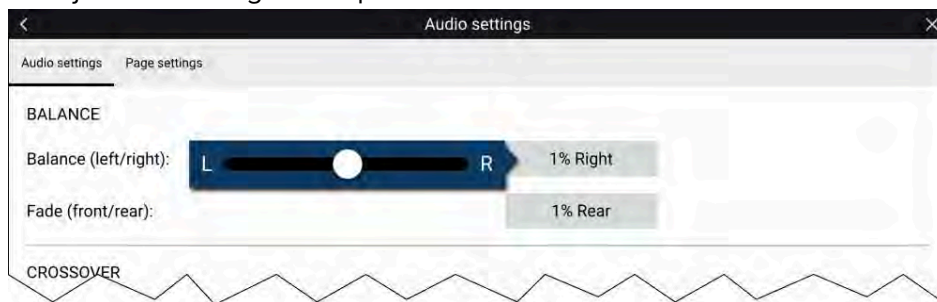 Audio settings
Audio settings Page settings
BALANCE
Balance (left/right): L R 1% Right
Fade (front/rear): 1% Rear
CROSSOVER